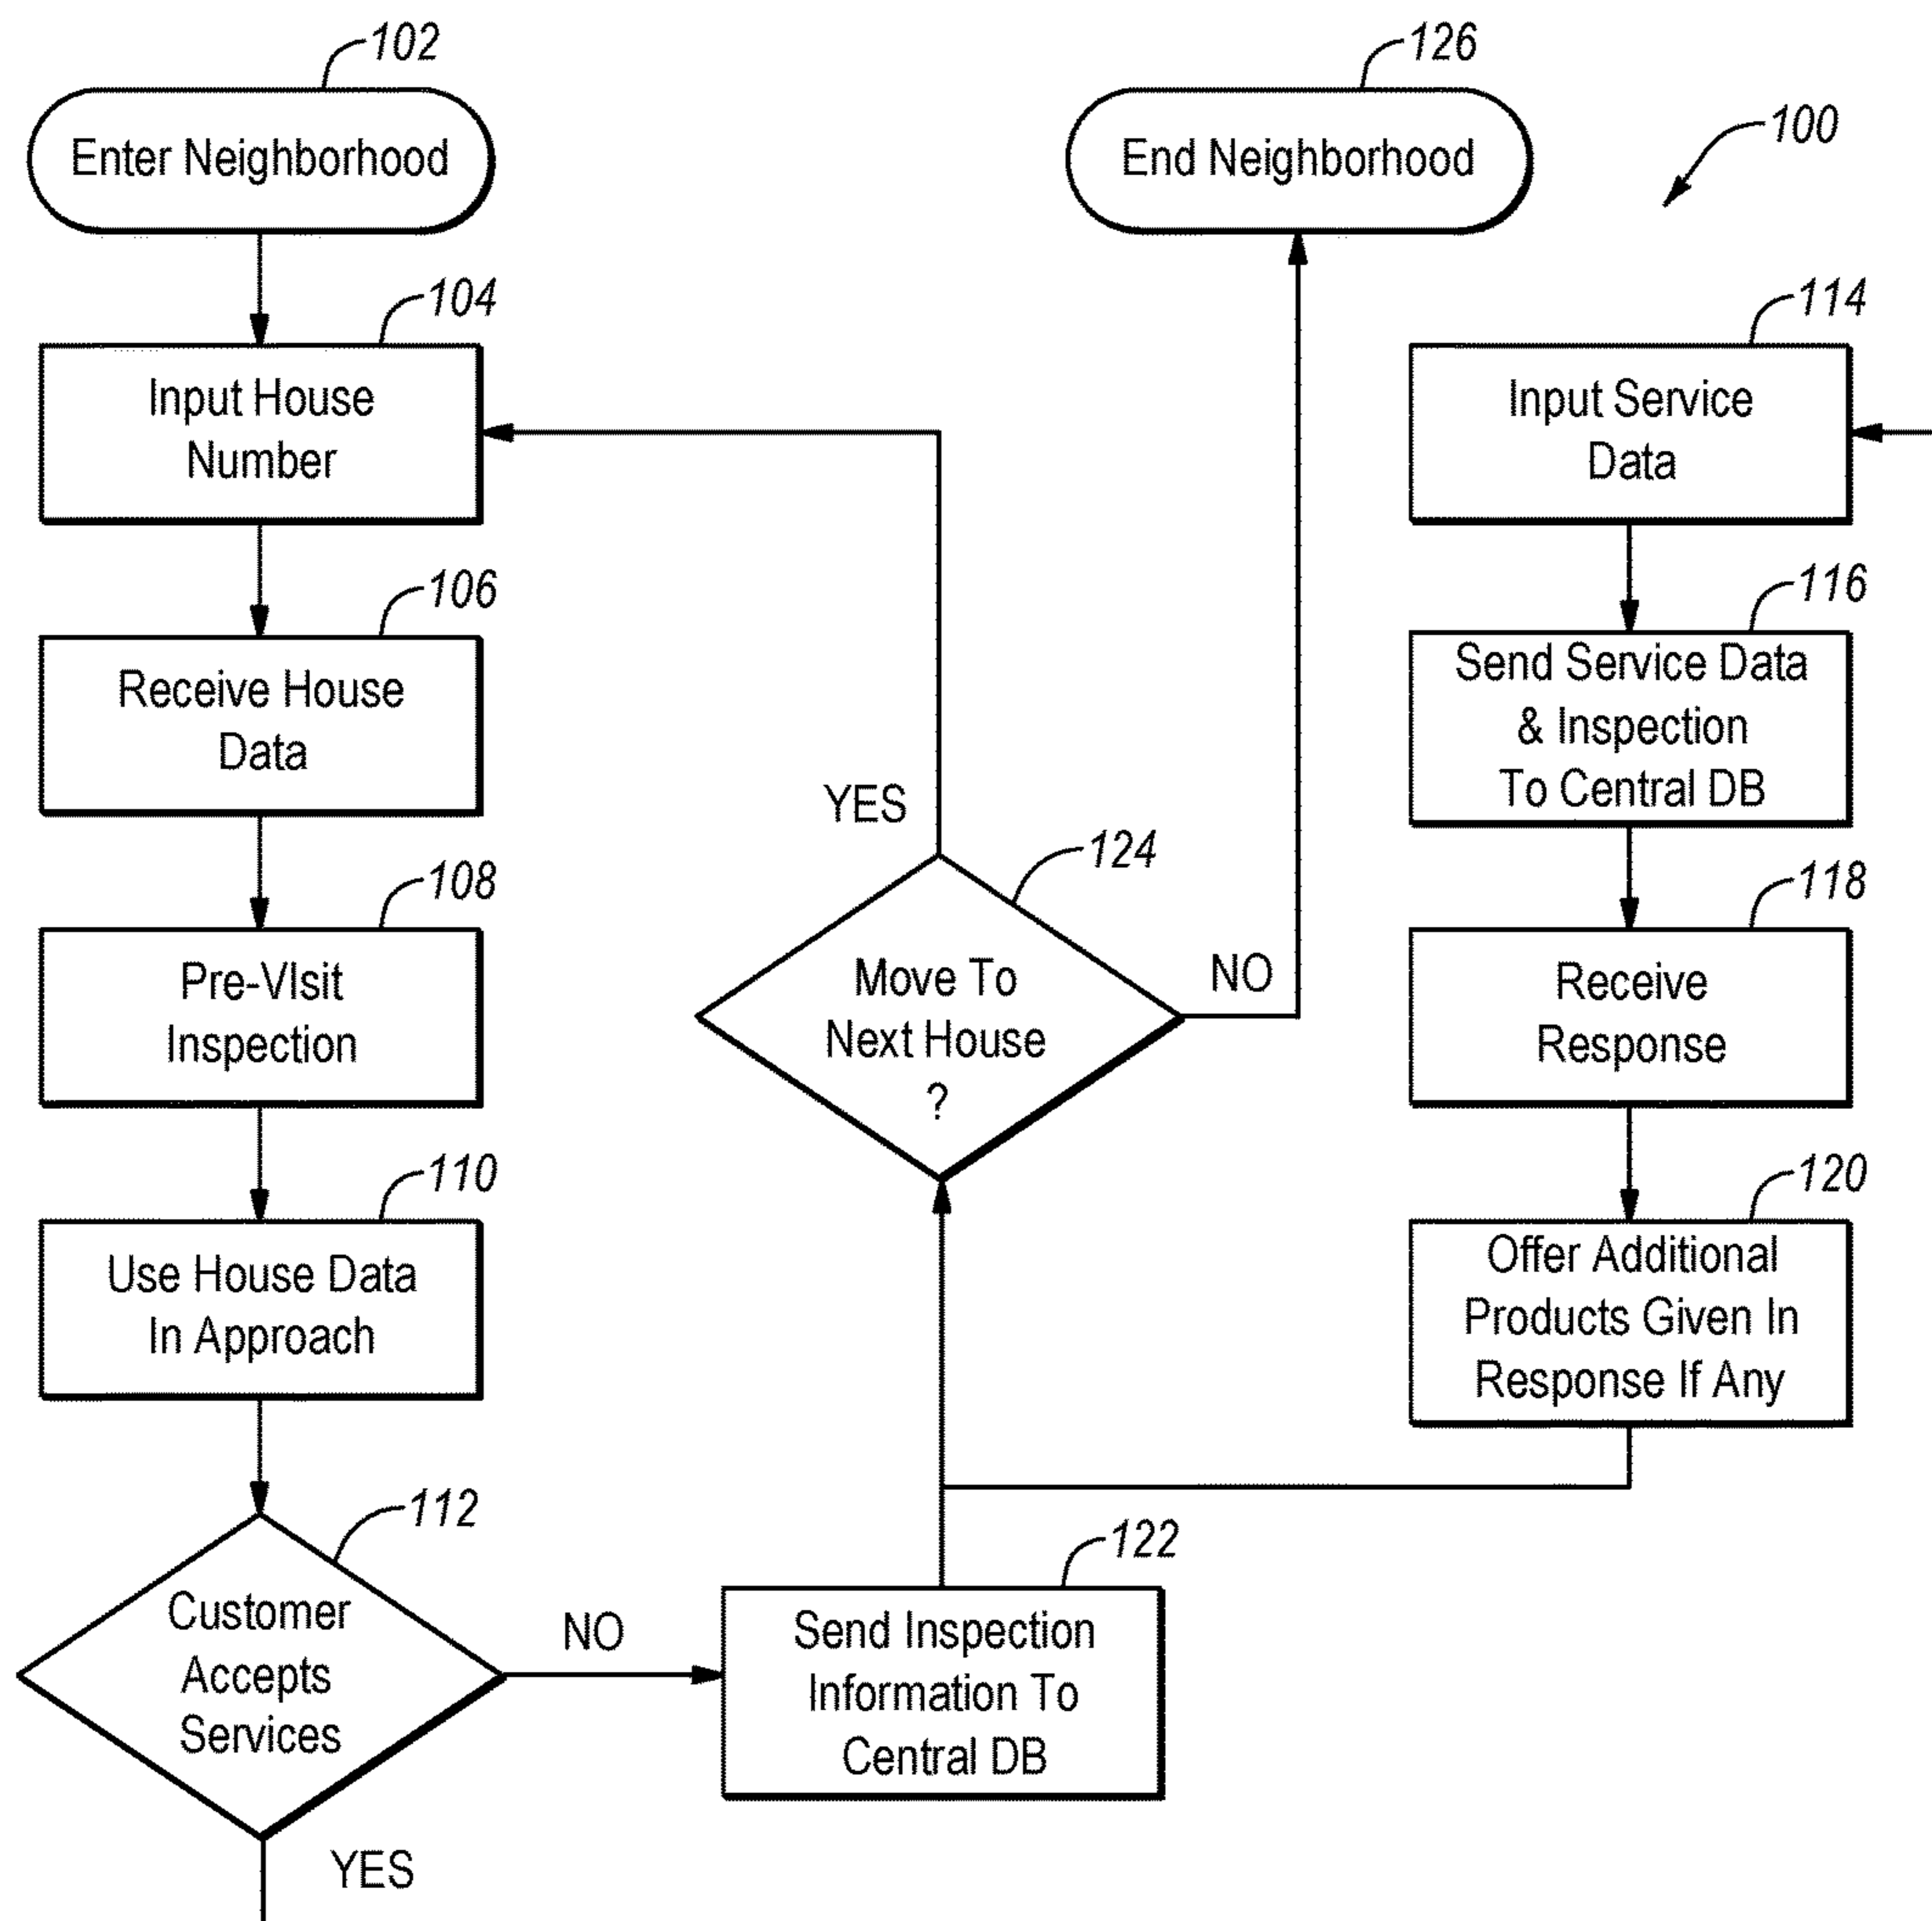 102
Enter Neighborhood
104
Input House
Number
106
Receive House
Data
108
Pre-VIsit
Inspection
110
Use House Data
In Approach
112
Customer
Accepts
Services
NO
YES
122
Send Inspection
Information To
Central DB
124
Move To
Next House
?
YES
NO
126
End Neighborhood
100
114
Input Service
Data
116
Send Service Data
& Inspection
To Central DB
118
Receive
Response
120
Offer Additional
Products Given In
Response If Any